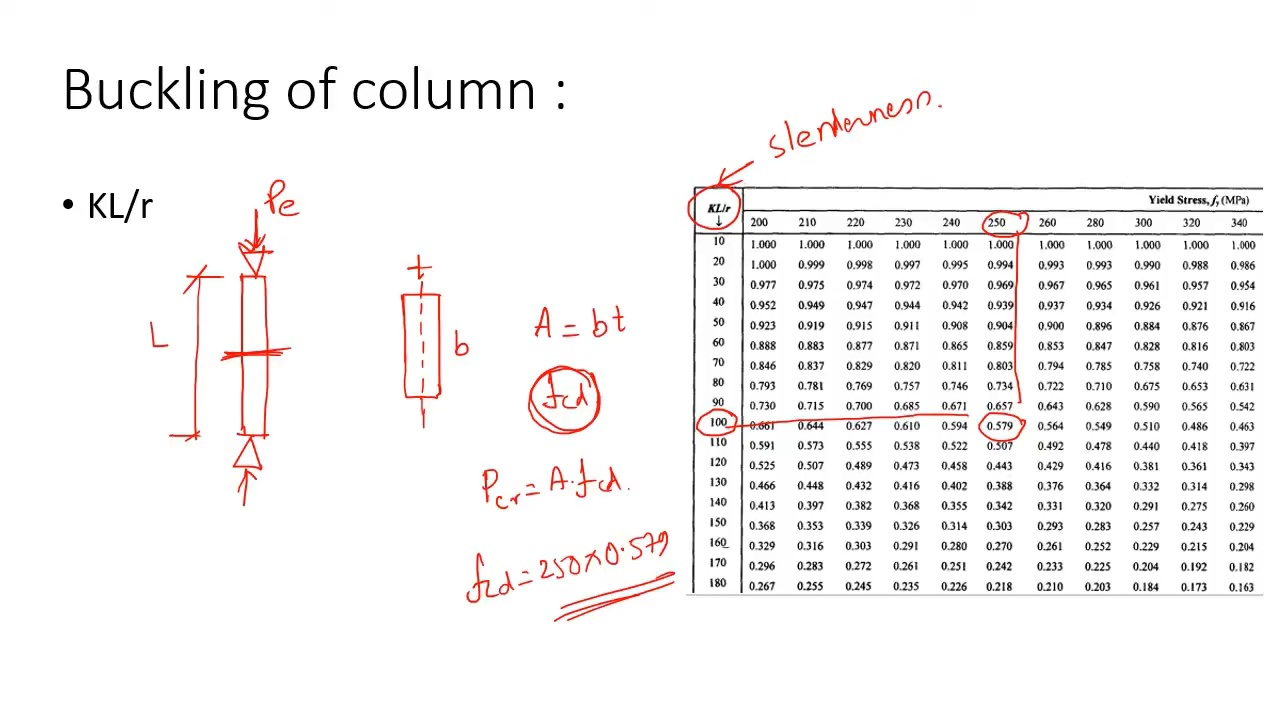 Buckling of column :
slenderness.
• KL/r
Pe
L
t
b
A = bt
fcd
Pcr = A.fcd.
fcd = 250 × 0.579
KL/r ↓ Yield Stress, fy (MPa)
200 210 220 230 240 250 260 280 300 320 340
10 1.000 1.000 1.000 1.000 1.000 1.000 1.000 1.000 1.000 1.000 1.000
20 1.000 0.999 0.998 0.997 0.995 0.994 0.993 0.993 0.990 0.988 0.986
30 0.977 0.975 0.974 0.972 0.970 0.969 0.967 0.965 0.961 0.957 0.954
40 0.952 0.949 0.947 0.944 0.942 0.939 0.937 0.934 0.926 0.921 0.916
50 0.923 0.919 0.915 0.911 0.908 0.904 0.900 0.896 0.884 0.876 0.867
60 0.888 0.883 0.877 0.871 0.865 0.859 0.853 0.847 0.828 0.816 0.803
70 0.846 0.837 0.829 0.820 0.811 0.803 0.794 0.785 0.758 0.740 0.722
80 0.793 0.781 0.769 0.757 0.746 0.734 0.722 0.710 0.675 0.653 0.631
90 0.730 0.715 0.700 0.685 0.671 0.657 0.643 0.628 0.590 0.565 0.542
100 0.661 0.644 0.627 0.610 0.594 0.579 0.564 0.549 0.510 0.486 0.463
110 0.591 0.573 0.555 0.538 0.522 0.507 0.492 0.478 0.440 0.418 0.397
120 0.525 0.507 0.489 0.473 0.458 0.443 0.429 0.416 0.381 0.361 0.343
130 0.466 0.448 0.432 0.416 0.402 0.388 0.376 0.364 0.332 0.314 0.298
140 0.413 0.397 0.382 0.368 0.355 0.342 0.331 0.320 0.291 0.275 0.260
150 0.368 0.353 0.339 0.326 0.314 0.303 0.293 0.283 0.257 0.243 0.229
160 0.329 0.316 0.303 0.291 0.280 0.270 0.261 0.252 0.229 0.215 0.204
170 0.296 0.283 0.272 0.261 0.251 0.242 0.233 0.225 0.204 0.192 0.182
180 0.267 0.255 0.245 0.235 0.226 0.218 0.210 0.203 0.184 0.173 0.163